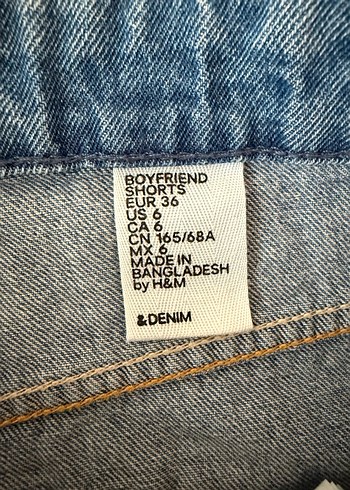 BOYFRIEND
SHORTS
EUR 36
US 6
CA 6
CN 165/68A
MX 6
MADE IN
BANGLADESH
by H&M
&DENIM